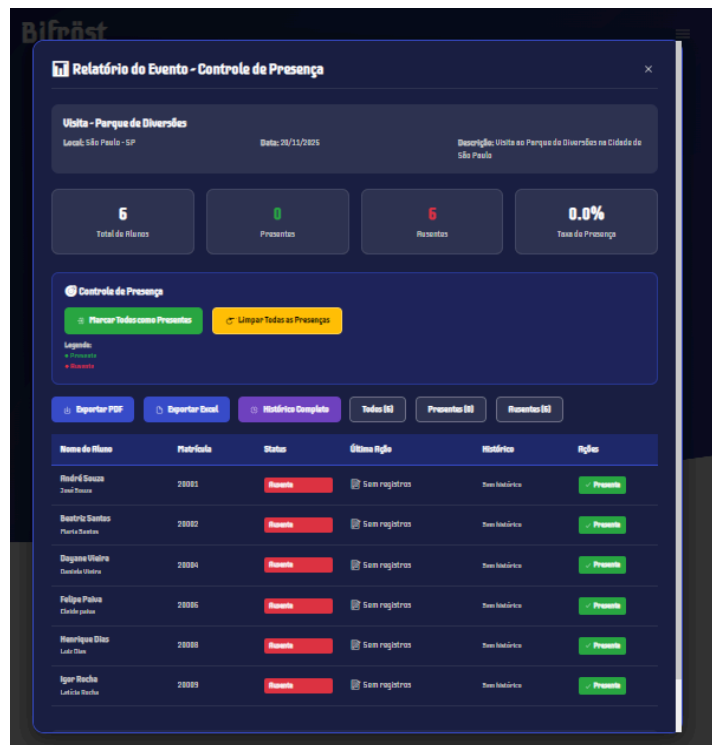 Bifröst
Relatório do Evento - Controle de Presença ×
Visita - Parque de Diversões
Local: São Paulo - SP Data: 20/11/2025 Descrição: Visita ao Parque de Diversões na Cidade de
São Paulo
6 0 6 0.0%
Total de Alunos Presentes Ausentes Taxa de Presença
Controle de Presença
Marcar Todos como Presentes Limpar Todas as Presenças
Legenda:
● Presente
● Ausente
Exportar PDF Exportar Excel Histórico Completo Todos (6) Presentes (0) Ausentes (6)
Nome do Aluno Matrícula Status Última Ação Histórico Ações
André Souza 20001 Ausente Sem registros Sem histórico ✓ Presente
José Souza
Beatriz Santos 20002 Ausente Sem registros Sem histórico ✓ Presente
Maria Santos
Dayane Vieira 20004 Ausente Sem registros Sem histórico ✓ Presente
Daniela Vieira
Felipe Paiva 20006 Ausente Sem registros Sem histórico ✓ Presente
paiva
Henrique Dias 20008 Ausente Sem registros Sem histórico ✓ Presente
Luiz Dias
Igor Rocha 20009 Ausente Sem registros Sem histórico ✓ Presente
Letícia Rocha